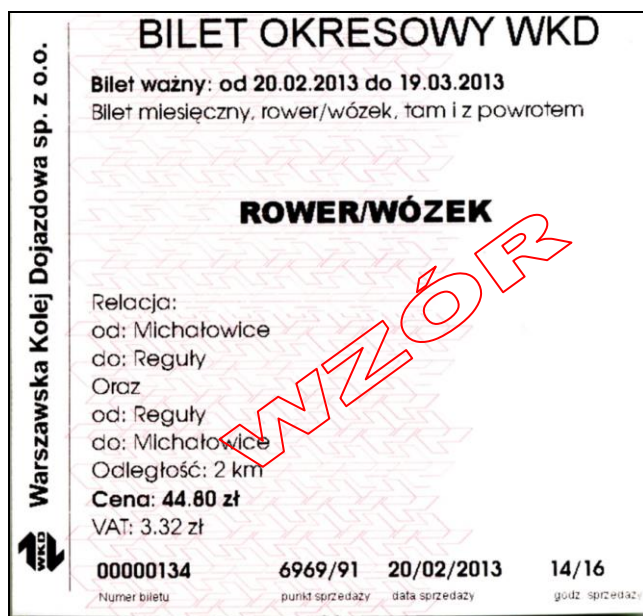 BILET OKRESOWY WKD
Warszawska Kolej Dojazdowa sp. z o.o.
WKD
Bilet ważny: od 20.02.2013 do 19.03.2013
Bilet miesięczny, rower/wózek, tam i z powrotem
ROWER/WÓZEK
WZÓR
Relacja:
od: Michałowice
do: Reguły
Oraz
od: Reguły
do: Michałowice
Odległość: 2 km
Cena: 44.80 zł
VAT: 3.32 zł
00000134 6969/91 20/02/2013 14/16
Numer biletu punkt sprzedaży data sprzedaży godz. sprzedaż